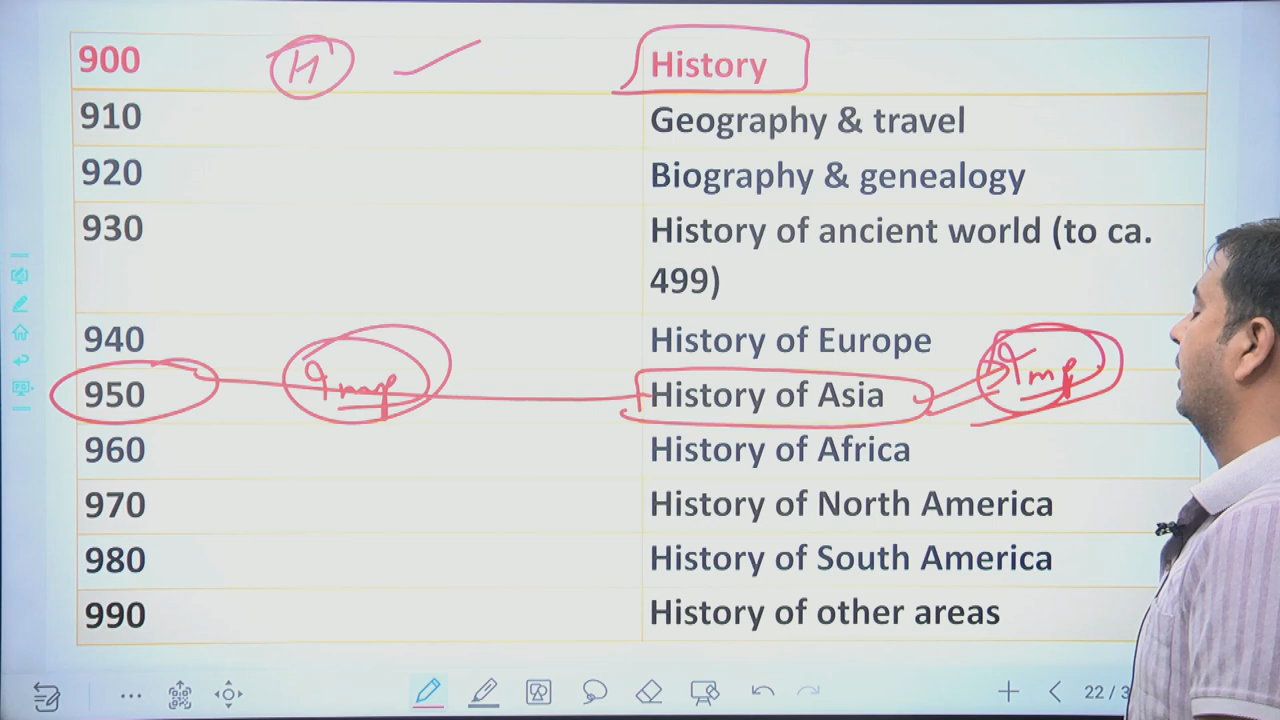 900 H History
910 Geography & travel
920 Biography & genealogy
930 History of ancient world (to ca.
499)
940 History of Europe
950 Imp History of Asia Imp
960 History of Africa
970 History of North America
980 History of South America
990 History of other areas
22 / 3